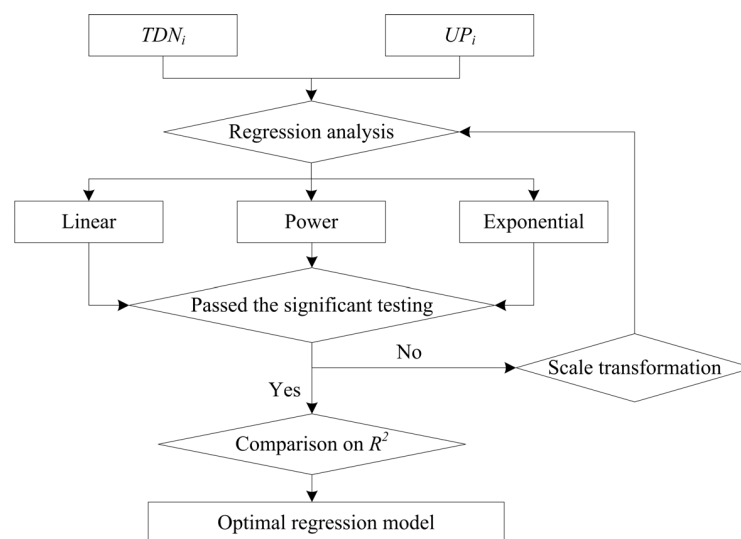 TDNᵢ
UPᵢ
Regression analysis
Linear
Power
Exponential
Passed the significant testing
No
Scale transformation
Yes
Comparison on R²
Optimal regression model